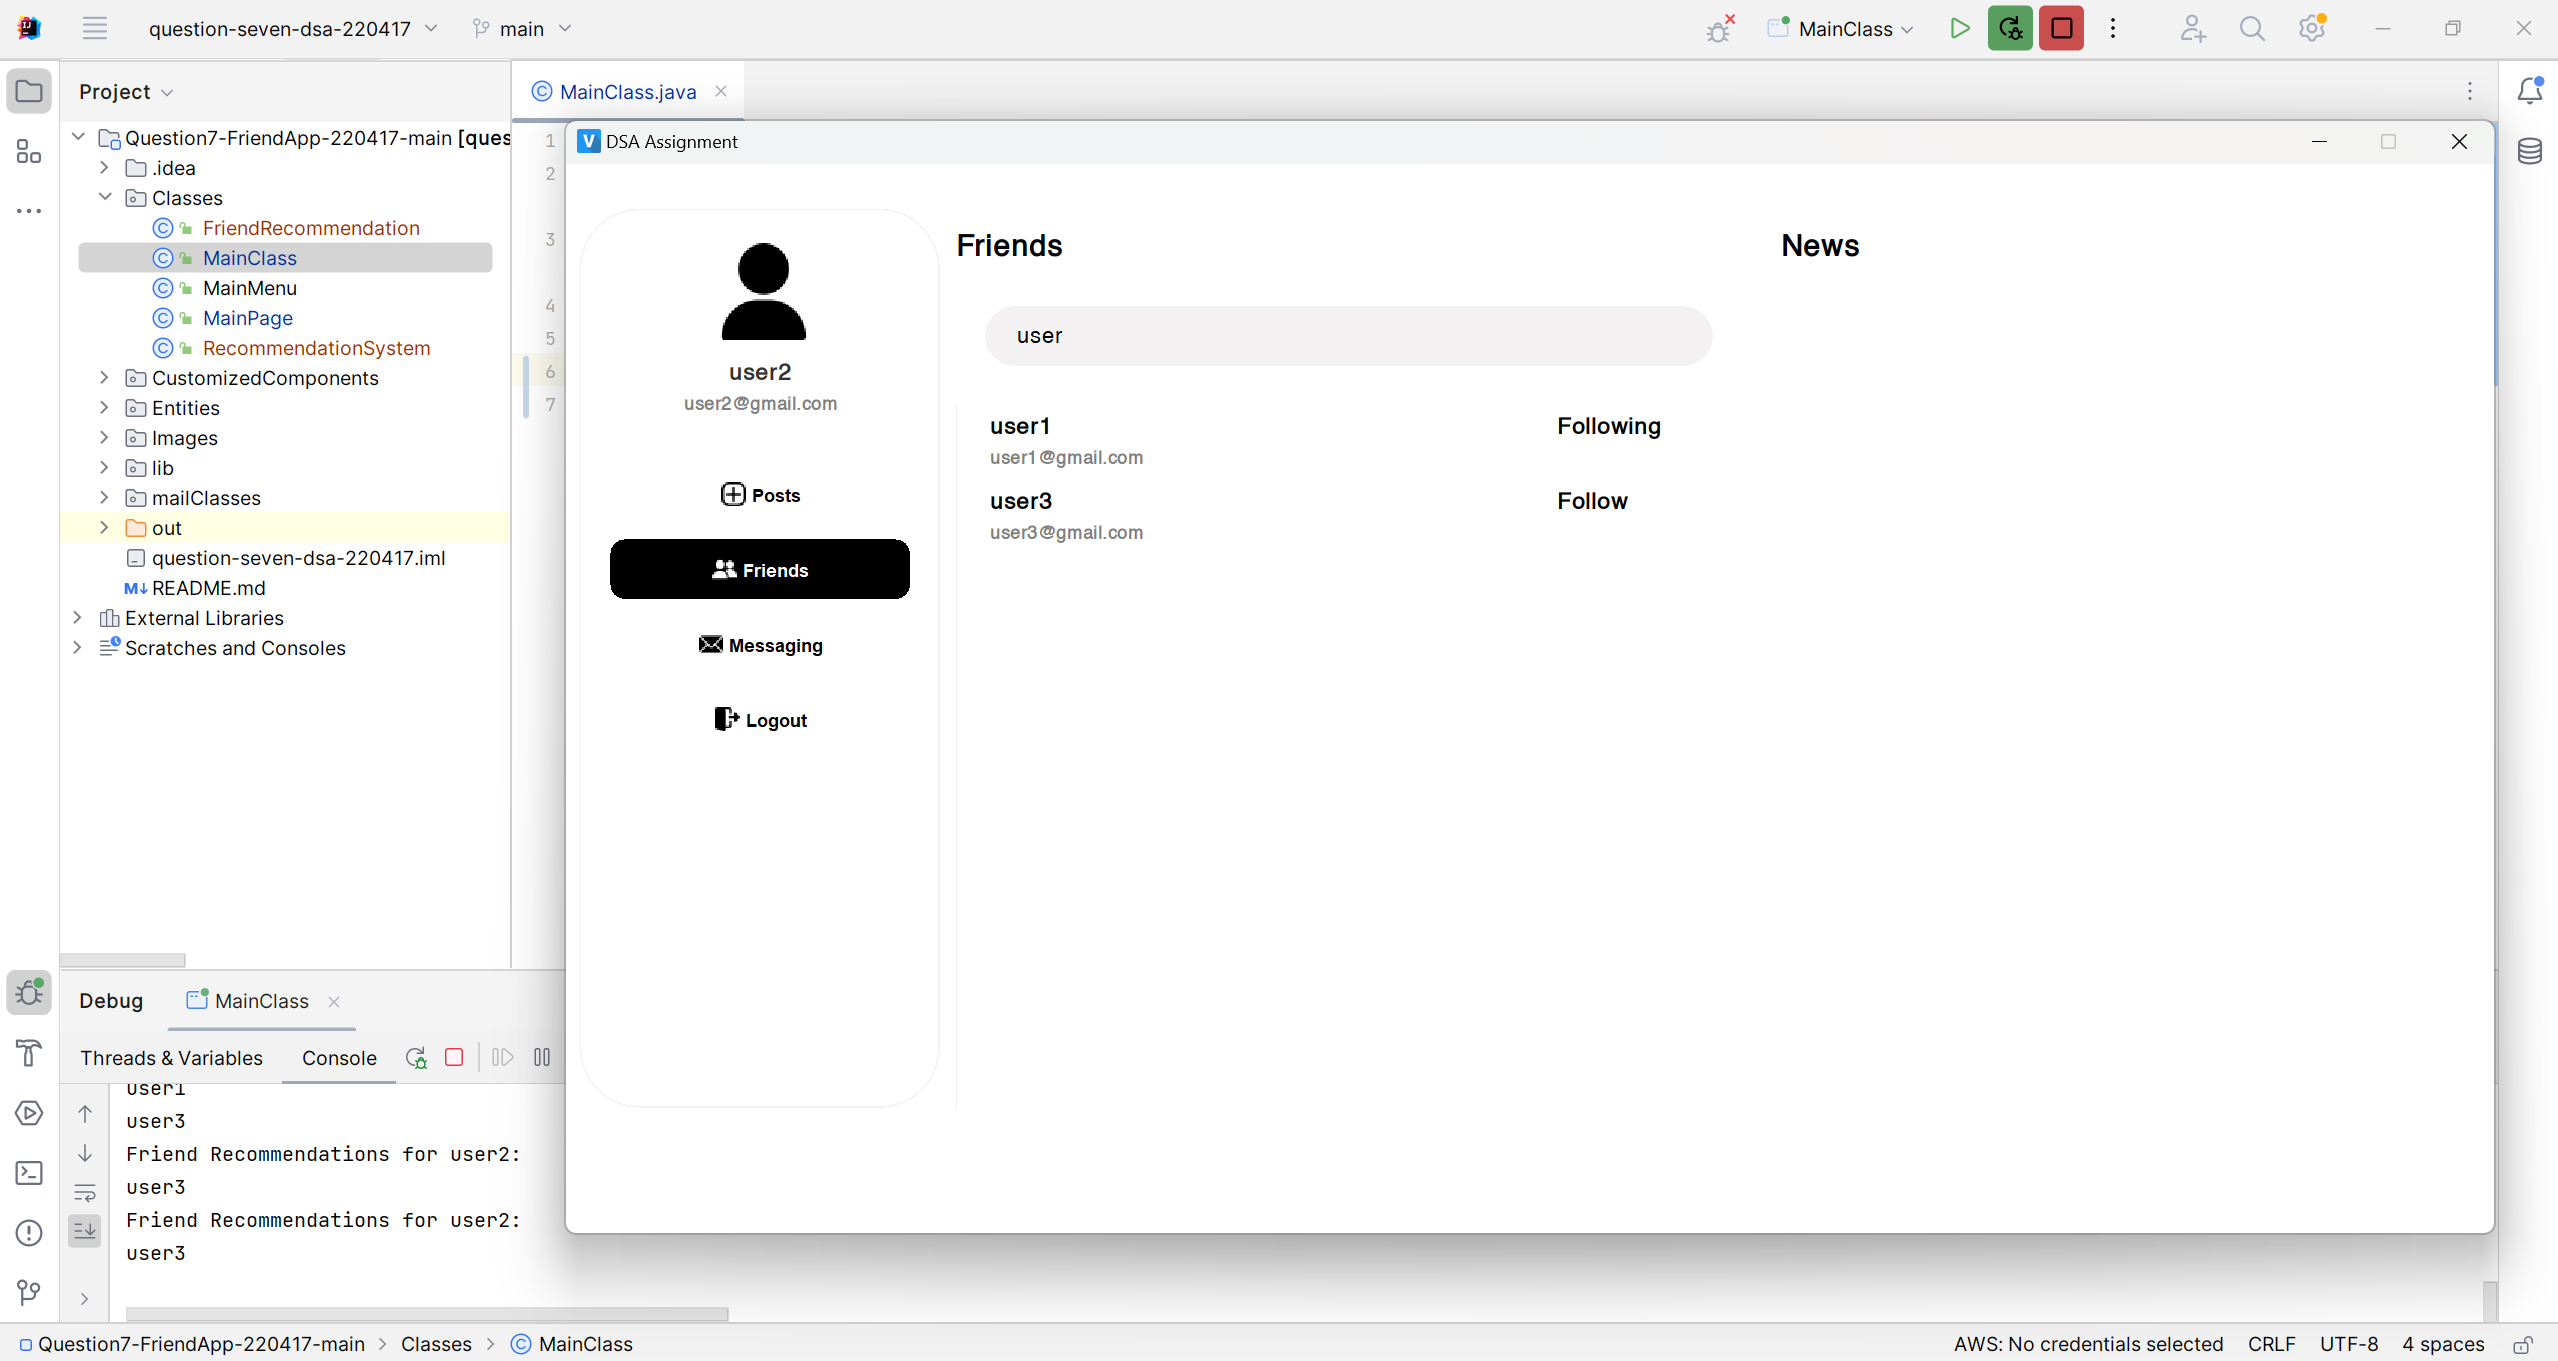 question-seven-dsa-220417
main
MainClass
Project
MainClass.java
Question7-FriendApp-220417-main [ques
.idea
Classes
FriendRecommendation
MainClass
MainMenu
MainPage
RecommendationSystem
CustomizedComponents
Entities
Images
lib
mailClasses
out
question-seven-dsa-220417.iml
M↓ README.md
External Libraries
Scratches and Consoles
1
2
3
4
5
6
7
V DSA Assignment
user2
user2@gmail.com
Posts
Friends
Messaging
Logout
Friends
user
user1
Following
user1@gmail.com
user3
Follow
user3@gmail.com
News
Debug
MainClass
Threads & Variables
Console
user1
user3
Friend Recommendations for user2:
user3
Friend Recommendations for user2:
user3
Question7-FriendApp-220417-main > Classes > MainClass
AWS: No credentials selected
CRLF
UTF-8
4 spaces